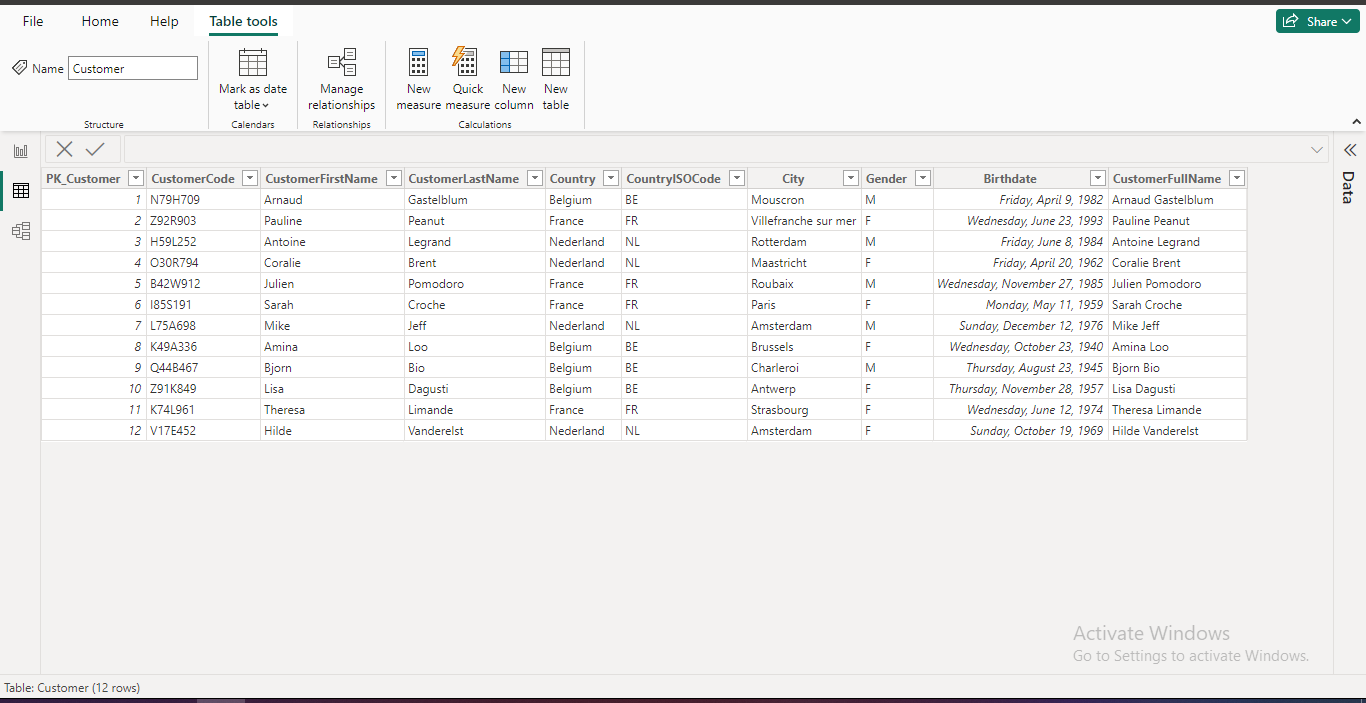 File Home Help Table tools Share
Name Customer
Mark as date table
Manage relationships
New measure
Quick measure
New column
New table
Structure Calendars Relationships Calculations
Data
PK_Customer CustomerCode CustomerFirstName CustomerLastName Country CountryISOCode City Gender Birthdate CustomerFullName
1 N79H709 Arnaud Gastelblum Belgium BE Mouscron M Friday, April 9, 1982 Arnaud Gastelblum
2 Z92R903 Pauline Peanut France FR Villefranche sur mer F Wednesday, June 23, 1993 Pauline Peanut
3 H59L252 Antoine Legrand Nederland NL Rotterdam M Friday, June 8, 1984 Antoine Legrand
4 O30R794 Coralie Brent Nederland NL Maastricht F Friday, April 20, 1962 Coralie Brent
5 B42W912 Julien Pomodoro France FR Roubaix M Wednesday, November 27, 1985 Julien Pomodoro
6 I85S191 Sarah Croche France FR Paris F Monday, May 11, 1959 Sarah Croche
7 L75A698 Mike Jeff Nederland NL Amsterdam M Sunday, December 12, 1976 Mike Jeff
8 K49A336 Amina Loo Belgium BE Brussels F Wednesday, October 23, 1940 Amina Loo
9 Q44B467 Bjorn Bio Belgium BE Charleroi M Thursday, August 23, 1945 Bjorn Bio
10 Z91K849 Lisa Dagusti Belgium BE Antwerp F Thursday, November 28, 1957 Lisa Dagusti
11 K74L961 Theresa Limande France FR Strasbourg F Wednesday, June 12, 1974 Theresa Limande
12 V17E452 Hilde Vanderelst Nederland NL Amsterdam F Sunday, October 19, 1969 Hilde Vanderelst
Activate Windows
Go to Settings to activate Windows.
Table: Customer (12 rows)